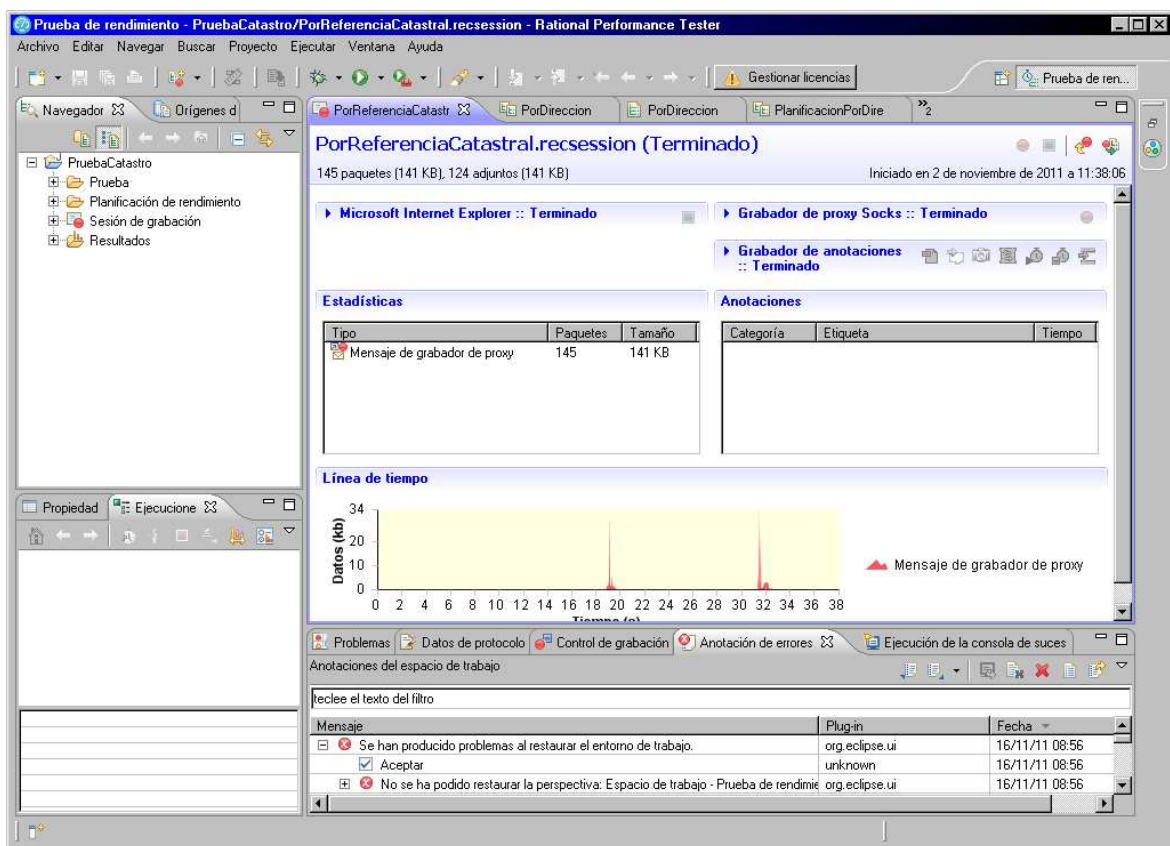 Prueba de rendimiento - PruebaCatastro/PorReferenciaCatastral.recsession - Rational Performance Tester
Archivo Editar Navegar Buscar Proyecto Ejecutar Ventana Ayuda
Gestionar licencias
Prueba de ren...
Navegador
Orígenes d
PorReferenciaCatastr
PorDireccion
PorDireccion
PlanificacionPorDire
»2
PruebaCatastro
Prueba
Planificación de rendimiento
Sesión de grabación
Resultados
PorReferenciaCatastral.recsession (Terminado)
145 paquetes (141 KB), 124 adjuntos (141 KB)
Iniciado en 2 de noviembre de 2011 a 11:38:06
Microsoft Internet Explorer :: Terminado
Grabador de proxy Socks :: Terminado
Grabador de anotaciones
:: Terminado
Estadísticas
Tipo Paquetes Tamaño
Mensaje de grabador de proxy 145 141 KB
Anotaciones
Categoría Etiqueta Tiempo
Línea de tiempo
Datos (kb)
34
20
10
0
0 2 4 6 8 10 12 14 16 18 20 22 24 26 28 30 32 34 36 38
Tiempo (s)
Mensaje de grabador de proxy
Propiedad
Ejecucione
Problemas
Datos de protocolo
Control de grabación
Anotación de errores
Ejecución de la consola de suces
Anotaciones del espacio de trabajo
teclee el texto del filtro
Mensaje Plug-in Fecha
Se han producido problemas al restaurar el entorno de trabajo. org.eclipse.ui 16/11/11 08:56
Aceptar unknown 16/11/11 08:56
No se ha podido restaurar la perspectiva: Espacio de trabajo - Prueba de rendimie org.eclipse.ui 16/11/11 08:56